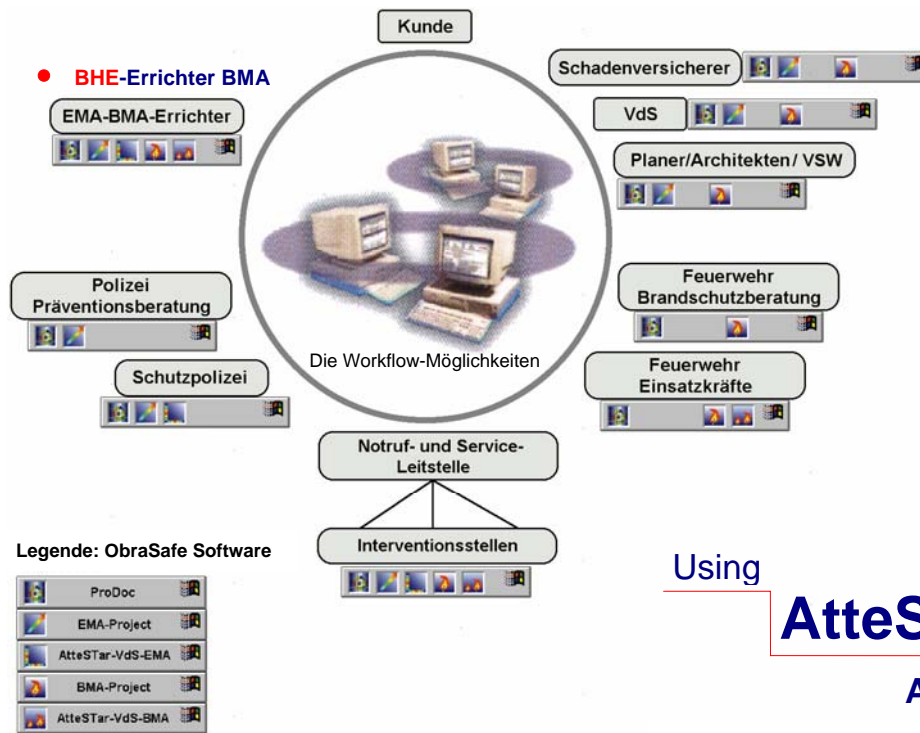 Kunde
• BHE-Errichter BMA
EMA-BMA-Errichter
Schadenversicherer
VdS
Planer/Architekten/ VSW
Polizei
Präventionsberatung
Schutzpolizei
Feuerwehr
Brandschutzberatung
Feuerwehr
Einsatzkräfte
Die Workflow-Möglichkeiten
Notruf- und Service-
Leitstelle
Interventionsstellen
Legende: ObraSafe Software
ProDoc
EMA-Project
AtteSTar-VdS-EMA
BMA-Project
AtteSTar-VdS-BMA
Using
AtteS
A